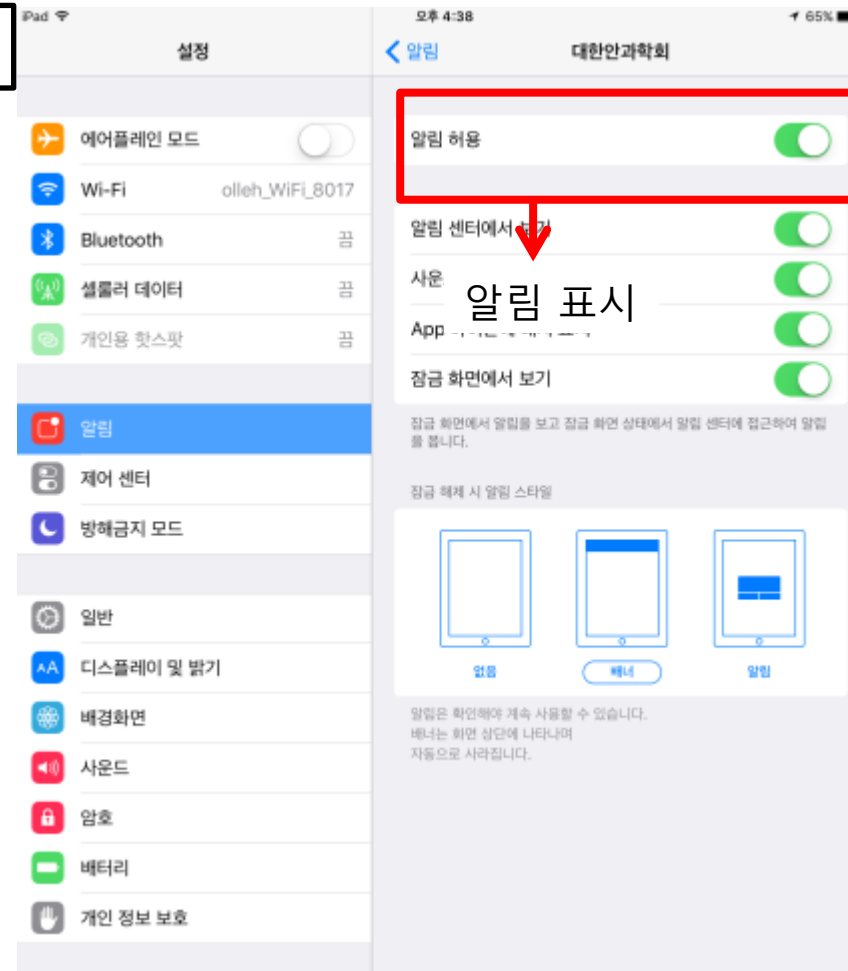 iPad 오후 4:38 65%
설정
알림 대한안과학회
에어플레인 모드
Wi-Fi olleh_WiFi_8017
Bluetooth 끔
셀룰러 데이터 끔
개인용 핫스팟 끔
알림
제어 센터
방해금지 모드
일반
디스플레이 및 밝기
배경화면
사운드
암호
배터리
개인 정보 보호
알림 허용
알림 센터에서 보기
사운
알림 표시
App
잠금 화면에서 보기
잠금 화면에서 알림을 보고 잠금 화면 상태에서 알림 센터에 접근하여 알림
을 봅니다.
잠금 해제 시 알림 스타일
없음 배너 알림
알림은 확인해야 계속 사용할 수 있습니다.
배너는 화면 상단에 나타나며
자동으로 사라집니다.